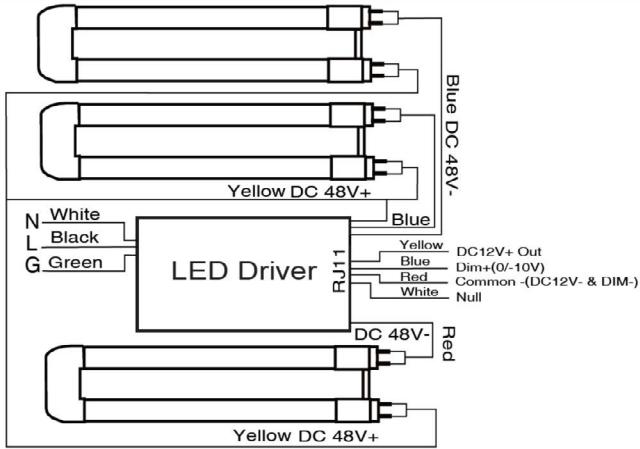 Blue DC 48V-
Yellow DC 48V+
N White
L Black
G Green
Blue
LED Driver
RJ11
Yellow DC12V+ Out
Blue Dim+(0/-10V)
Red Common -(DC12V- & DIM-)
White Null
DC 48V-
Red
Yellow DC 48V+